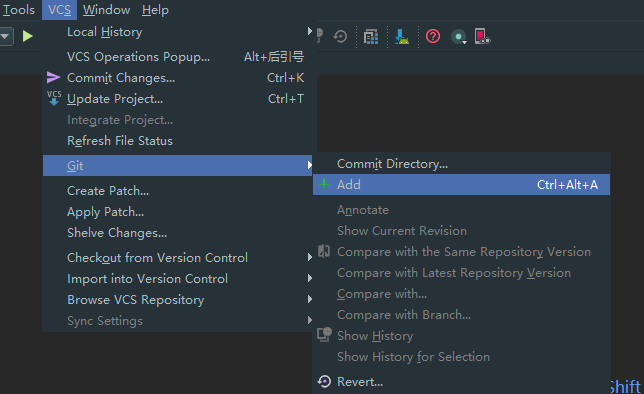 Tools VCS Window Help
Local History
VCS Operations Popup... Alt+后引号
Commit Changes... Ctrl+K
VCS Update Project... Ctrl+T
Integrate Project...
Refresh File Status
Git
Create Patch...
Apply Patch...
Shelve Changes...
Checkout from Version Control
Import into Version Control
Browse VCS Repository
Sync Settings
Commit Directory...
Add Ctrl+Alt+A
Annotate
Show Current Revision
Compare with the Same Repository Version
Compare with Latest Repository Version
Compare with...
Compare with Branch...
Show History
Show History for Selection
Revert...
Shift